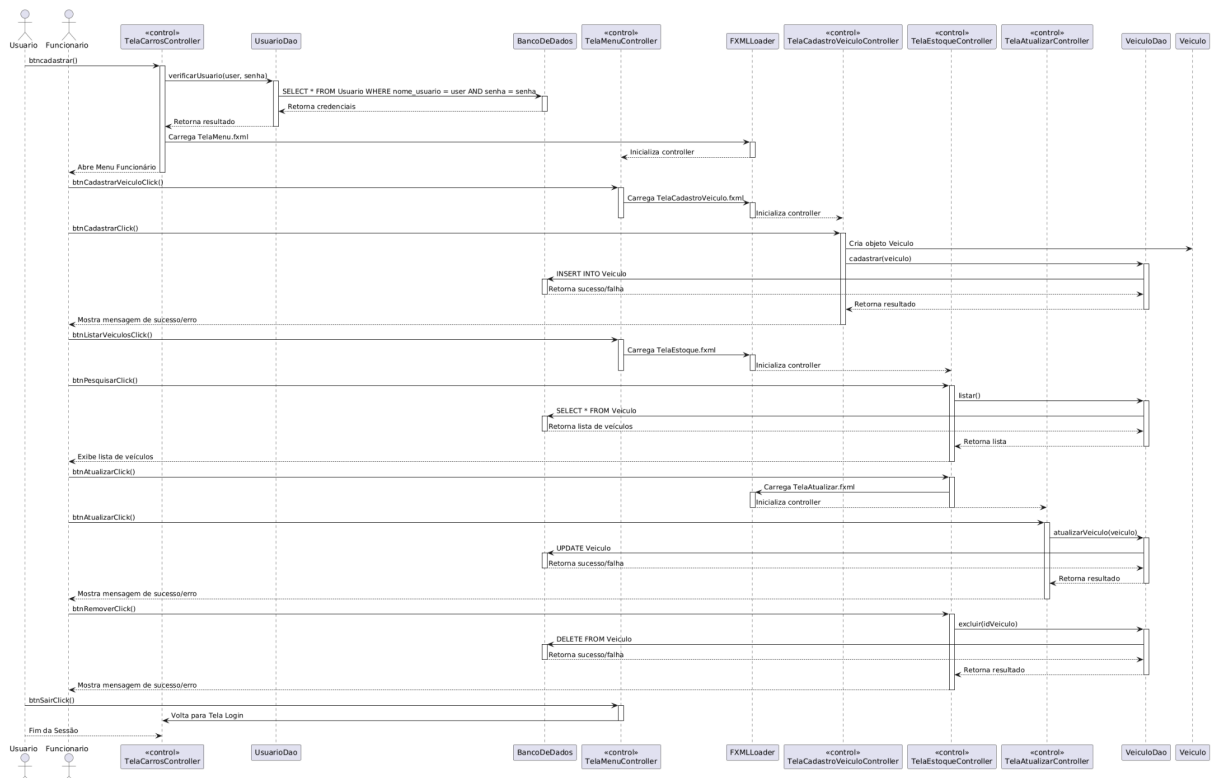 «control» «control» «control» «control» «control»
Usuario Funcionario TelaCarrosController UsuarioDao BancoDeDados TelaMenuController FXMLLoader TelaCadastroVeiculoController TelaEstoqueController TelaAtualizarController VeiculoDao Veiculo
btncadastrar()
verificarUsuario(user, senha)
SELECT * FROM Usuario WHERE nome_usuario = user AND senha = senha
Retorna credenciais
Retorna resultado
Carrega TelaMenu.fxml
Inicializa controller
Abre Menu Funcionário
btnCadastrarVeiculoClick()
Carrega TelaCadastroVeiculo.fxml
Inicializa controller
btnCadastrarClick()
Cria objeto Veiculo
cadastrar(veiculo)
INSERT INTO Veiculo
Retorna sucesso/falha
Retorna resultado
Mostra mensagem de sucesso/erro
btnListarVeiculosClick()
Carrega TelaEstoque.fxml
Inicializa controller
btnPesquisarClick()
listar()
SELECT * FROM Veiculo
Retorna lista de veículos
Retorna lista
Exibe lista de veículos
btnAtualizarClick()
Carrega TelaAtualizar.fxml
Inicializa controller
btnAtualizarClick()
atualizarVeiculo(veiculo)
UPDATE Veiculo
Retorna sucesso/falha
Retorna resultado
Mostra mensagem de sucesso/erro
btnRemoverClick()
excluir(idVeiculo)
DELETE FROM Veiculo
Retorna sucesso/falha
Retorna resultado
Mostra mensagem de sucesso/erro
btnSairClick()
Volta para Tela Login
Fim da Sessão
Usuario Funcionario «control» «control» «control» «control» «control»
TelaCarrosController UsuarioDao BancoDeDados TelaMenuController FXMLLoader TelaCadastroVeiculoController TelaEstoqueController TelaAtualizarController VeiculoDao Veiculo